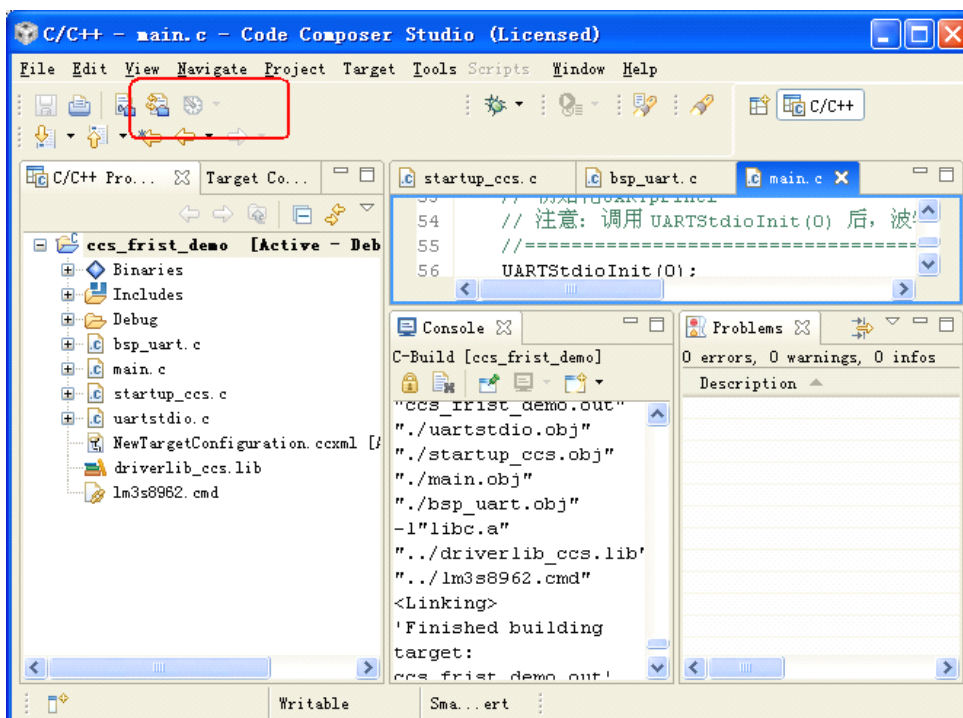 C/C++ - main.c - Code Composer Studio (Licensed)
File Edit View Navigate Project Target Tools Scripts Window Help
C/C++
C/C++ Pro... Target Co...
ccs_frist_demo [Active - Deb
Binaries
Includes
Debug
bsp_uart.c
main.c
startup_ccs.c
uartstdio.c
NewTargetConfiguration.ccxml [A
driverlib_ccs.lib
lm3s8962.cmd
startup_ccs.c bsp_uart.c main.c
54 // 注意: 调用 UARTStdioInit(0) 后, 波
55 //=====================================
56 UARTStdioInit(0);
Console
C-Build [ccs_frist_demo]
"ccs_frist_demo.out"
"./uartstdio.obj"
"./startup_ccs.obj"
"./main.obj"
"./bsp_uart.obj"
-l"libc.a"
"../driverlib_ccs.lib"
"../lm3s8962.cmd"
<Linking>
'Finished building
target:
ccs_frist_demo.out'
Problems
0 errors, 0 warnings, 0 infos
Description
Writable Sma...ert